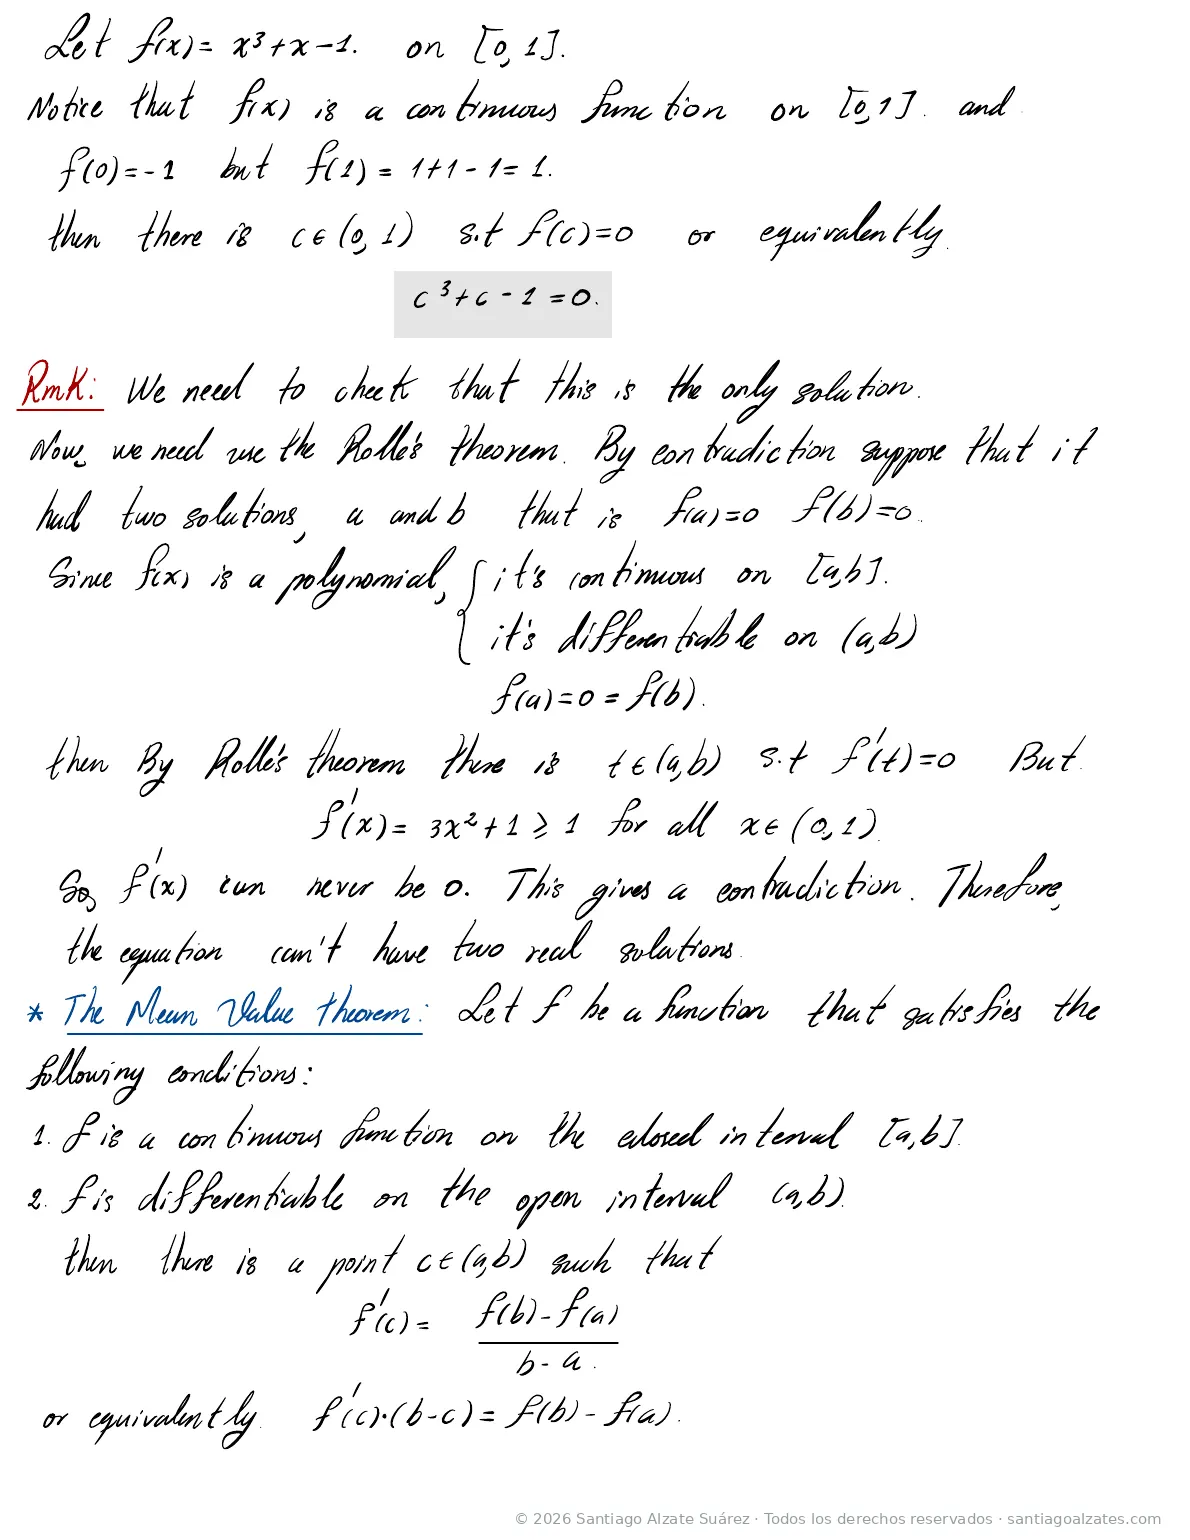 Let f(x) = x³ + x - 1. on [0, 1].
Notice that f(x) is a continuous function on [0,1]. and
f(0) = -1 but f(1) = 1+1-1 = 1.
then there is c ∈ (0, 1) s.t f(c)=0 or equivalently.
c³ + c - 1 = 0.
Rmk: We need to check that this is the only solution.
Now, we need use the Rolle's theorem. By contradiction suppose that it
had two solutions, a and b that is f(a)=0 f(b)=0.
Since f(x) is a polynomial, { it's continuous on [a,b].
it's differentiable on (a,b)
f(a)=0 = f(b).
then By Rolle's theorem there is t ∈ (a,b) s.t f'(t)=0 But.
f'(x) = 3x² + 1 ≥ 1 for all x ∈ (0,1).
So, f'(x) can never be 0. This gives a contradiction. Therefore,
the equation can't have two real solutions.
* The Mean Value theorem: Let f be a function that satisfies the
following conditions:
1. f is a continuous function on the closed interval [a,b].
2. f is differentiable on the open interval (a,b).
then there is a point c ∈ (a,b) such that
f'(c) = f(b) - f(a)
b - a.
or equivalently. f'(c)·(b-c) = f(b) - f(a).
© 2026 Santiago Alzate Suárez · Todos los derechos reservados · santiagoalzates.com